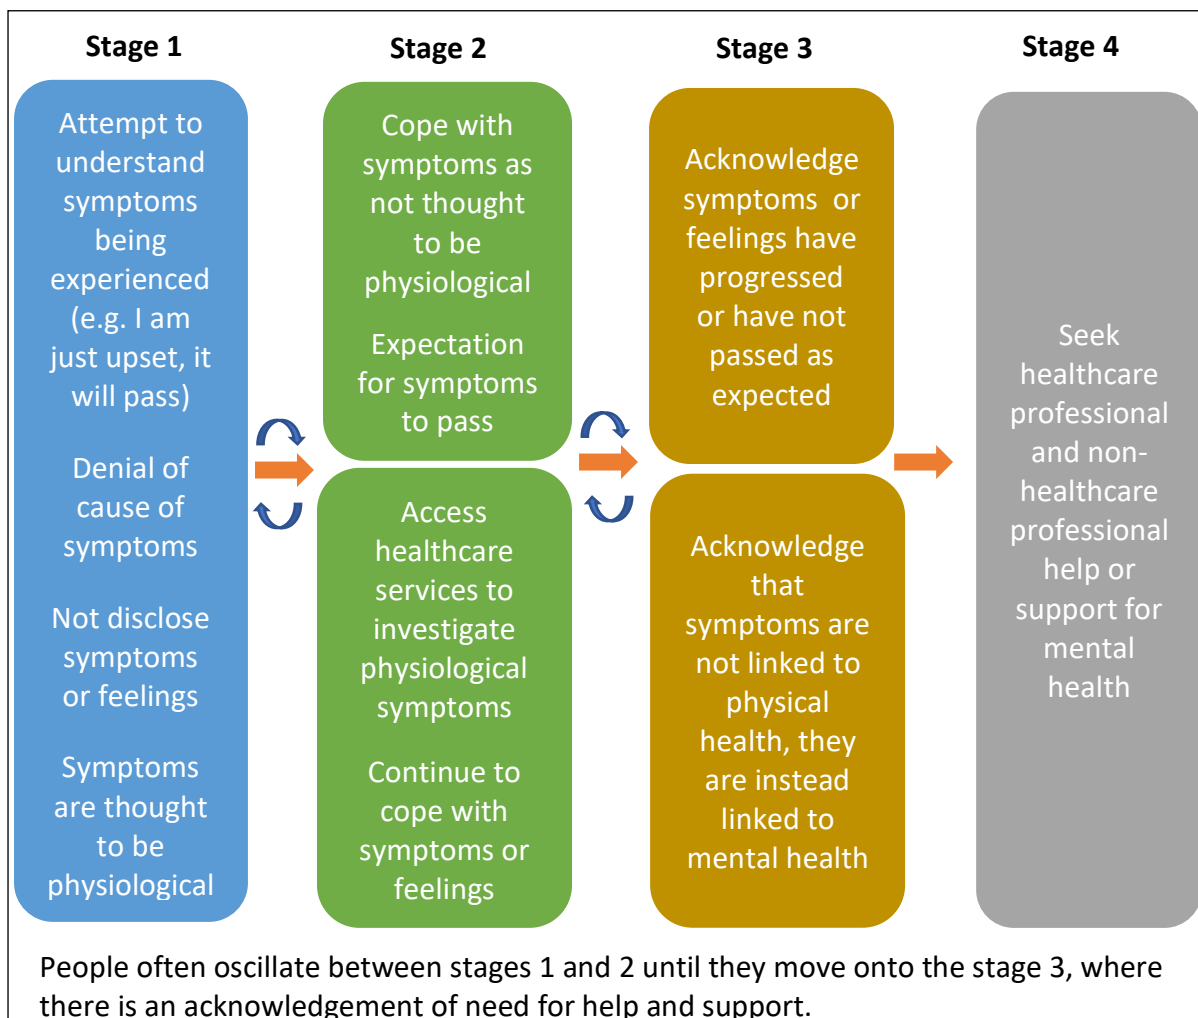 Stage 1
Attempt to
understand
symptoms
being
experienced
(e.g. I am
just upset, it
will pass)
Denial of
cause of
symptoms
Not disclose
symptoms
or feelings
Symptoms
are thought
to be
physiological
Stage 2
Cope with
symptoms as
not thought
to be
physiological
Expectation
for symptoms
to pass
Access
healthcare
services to
investigate
physiological
symptoms
Continue to
cope with
symptoms or
feelings
Stage 3
Acknowledge
symptoms or
feelings have
progressed
or have not
passed as
expected
Acknowledge
that
symptoms are
not linked to
physical
health, they
are instead
linked to
mental health
Stage 4
Seek
healthcare
professional
and non-
healthcare
professional
help or
support for
mental
health
People often oscillate between stages 1 and 2 until they move onto the stage 3, where
there is an acknowledgement of need for help and support.